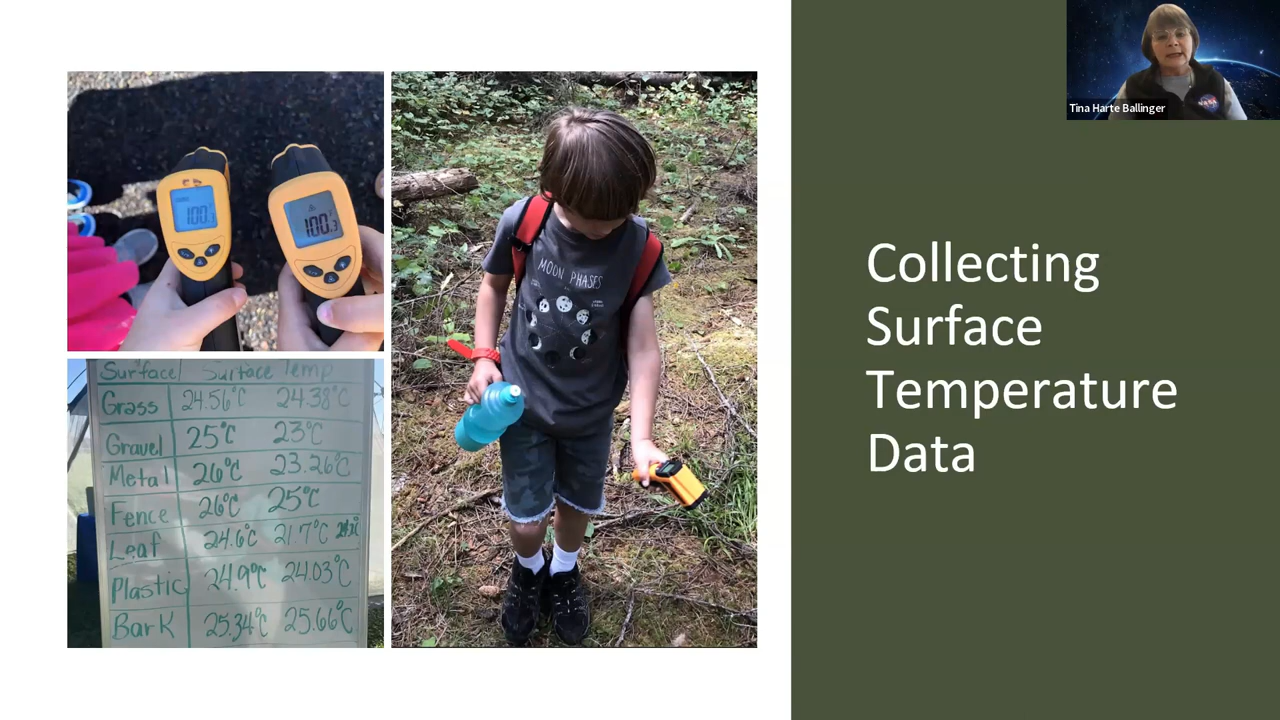 Tina Harte Ballinger
NASA
Collecting
Surface
Temperature
Data
100.3
MOON PHASES
Surface Surface Temp
Grass 24.56°C 24.38°C
Gravel 25°C 23°C
Metal 26°C 23.26°C
Fence 26°C 25°C
Leaf 24.6°C 21.7°C
Plastic 24.9°C 24.03°C
Bark 25.34°C 25.66°C